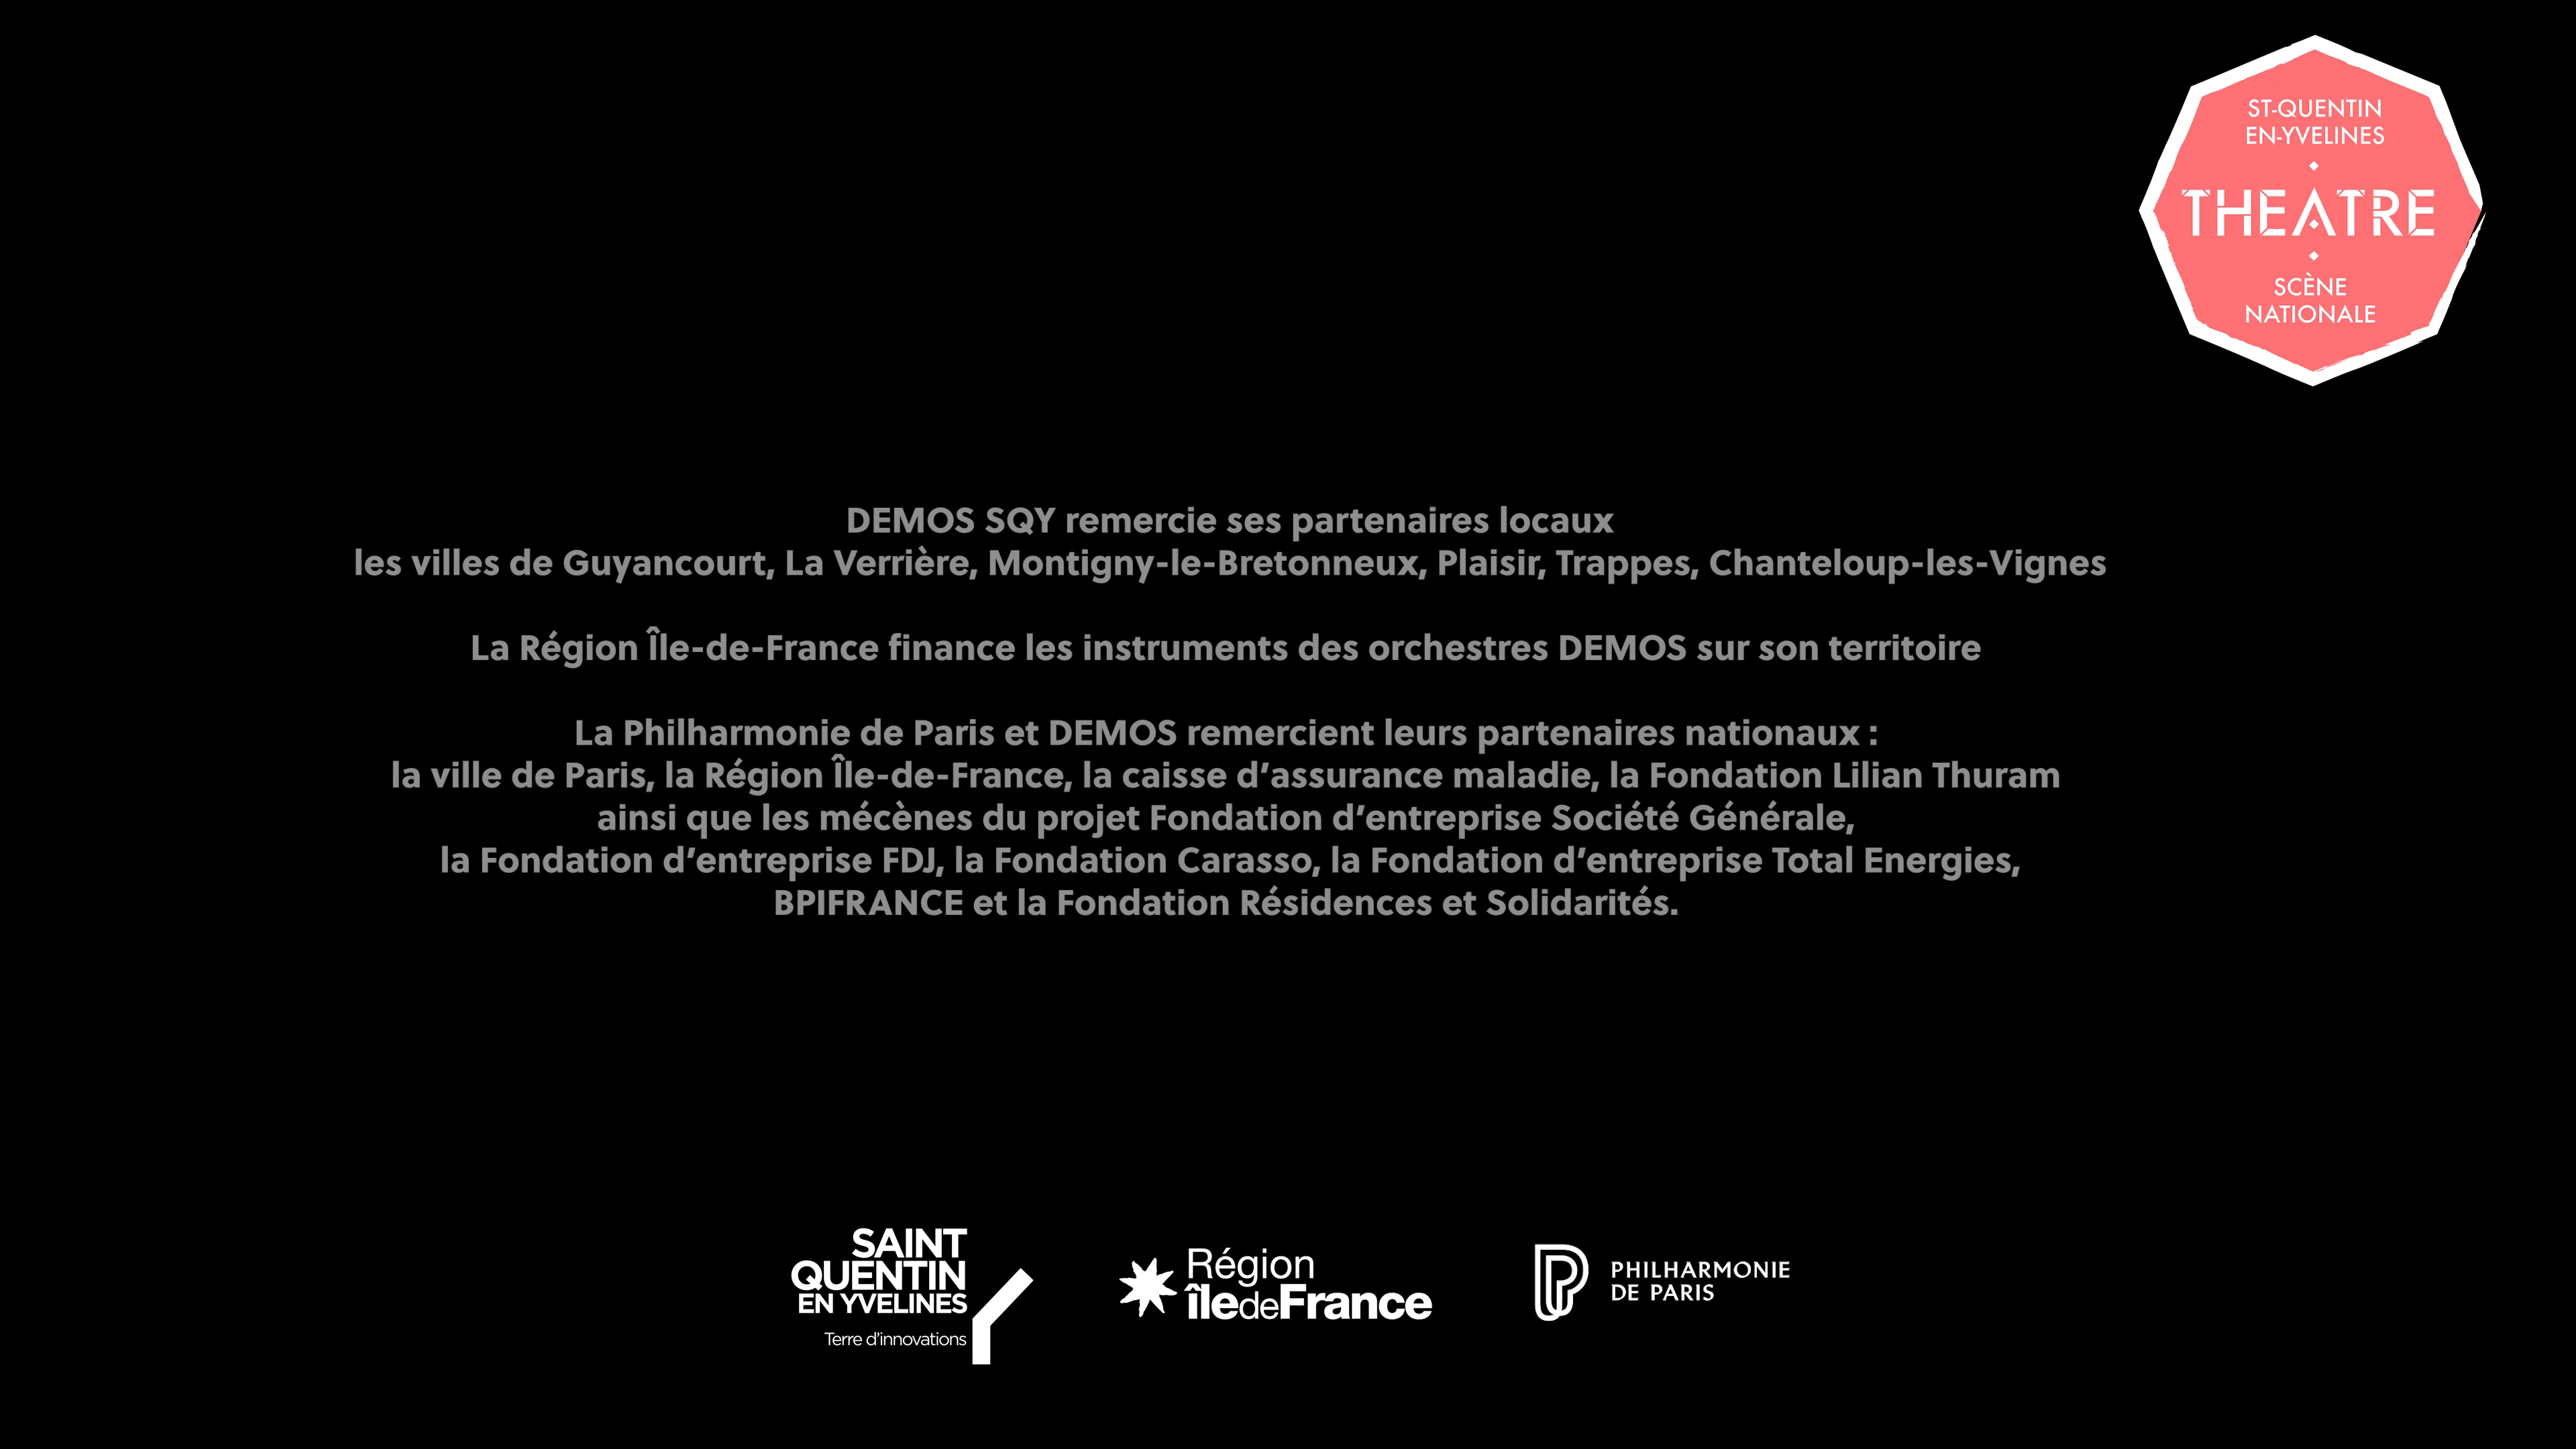 ST-QUENTIN
EN-YVELINES
THEATRE
SCÈNE
NATIONALE
DEMOS SQY remercie ses partenaires locaux
les villes de Guyancourt, La Verrière, Montigny-le-Bretonneux, Plaisir, Trappes, Chanteloup-les-Vignes
La Région Île-de-France finance les instruments des orchestres DEMOS sur son territoire
La Philharmonie de Paris et DEMOS remercient leurs partenaires nationaux :
la ville de Paris, la Région Île-de-France, la caisse d’assurance maladie, la Fondation Lilian Thuram
ainsi que les mécènes du projet Fondation d’entreprise Société Générale,
la Fondation d’entreprise FDJ, la Fondation Carasso, la Fondation d’entreprise Total Energies,
BPIFRANCE et la Fondation Résidences et Solidarités.
SAINT
QUENTIN
EN YVELINES
Terre d’innovations
Région
îledeFrance
PHILHARMONIE
DE PARIS